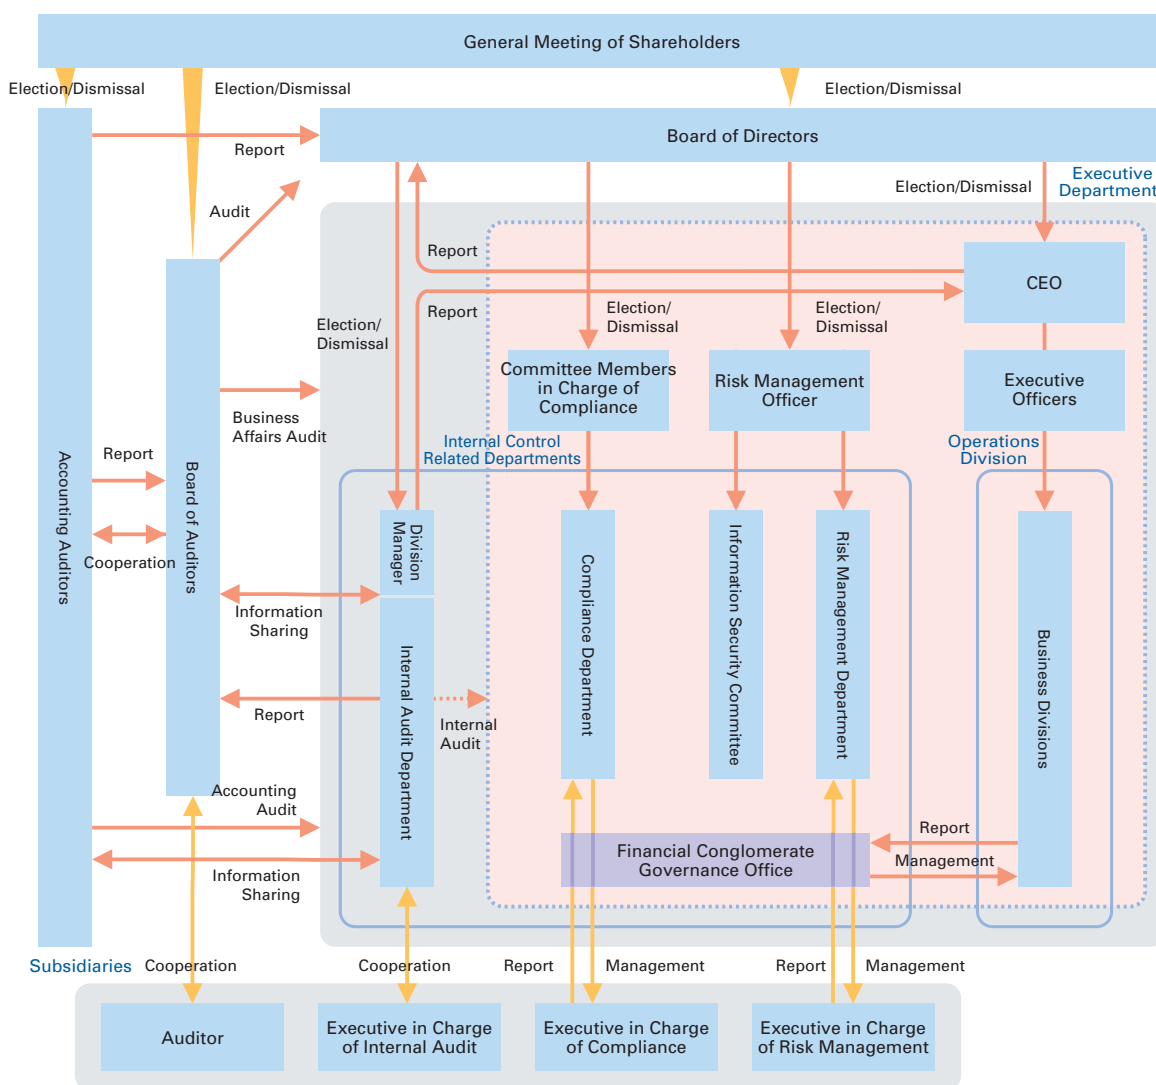 General Meeting of Shareholders
Election/Dismissal
Election/Dismissal
Election/Dismissal
Board of Directors
Report
Executive
Department
Election/Dismissal
Audit
Report
CEO
Report
Election/
Dismissal
Election/
Dismissal
Election/
Dismissal
Committee Members
in Charge of
Compliance
Risk Management
Officer
Executive
Officers
Business
Affairs Audit
Internal Control
Related Departments
Operations
Division
Report
Accounting Auditors
Board of Auditors
Division
Manager
Cooperation
Compliance Department
Information Security Committee
Risk Management Department
Business Divisions
Information
Sharing
Internal Audit Department
Report
Internal
Audit
Accounting
Audit
Report
Financial Conglomerate
Governance Office
Management
Information
Sharing
Subsidiaries
Cooperation
Cooperation
Report
Management
Report
Management
Auditor
Executive in Charge
of Internal Audit
Executive in Charge
of Compliance
Executive in Charge
of Risk Management